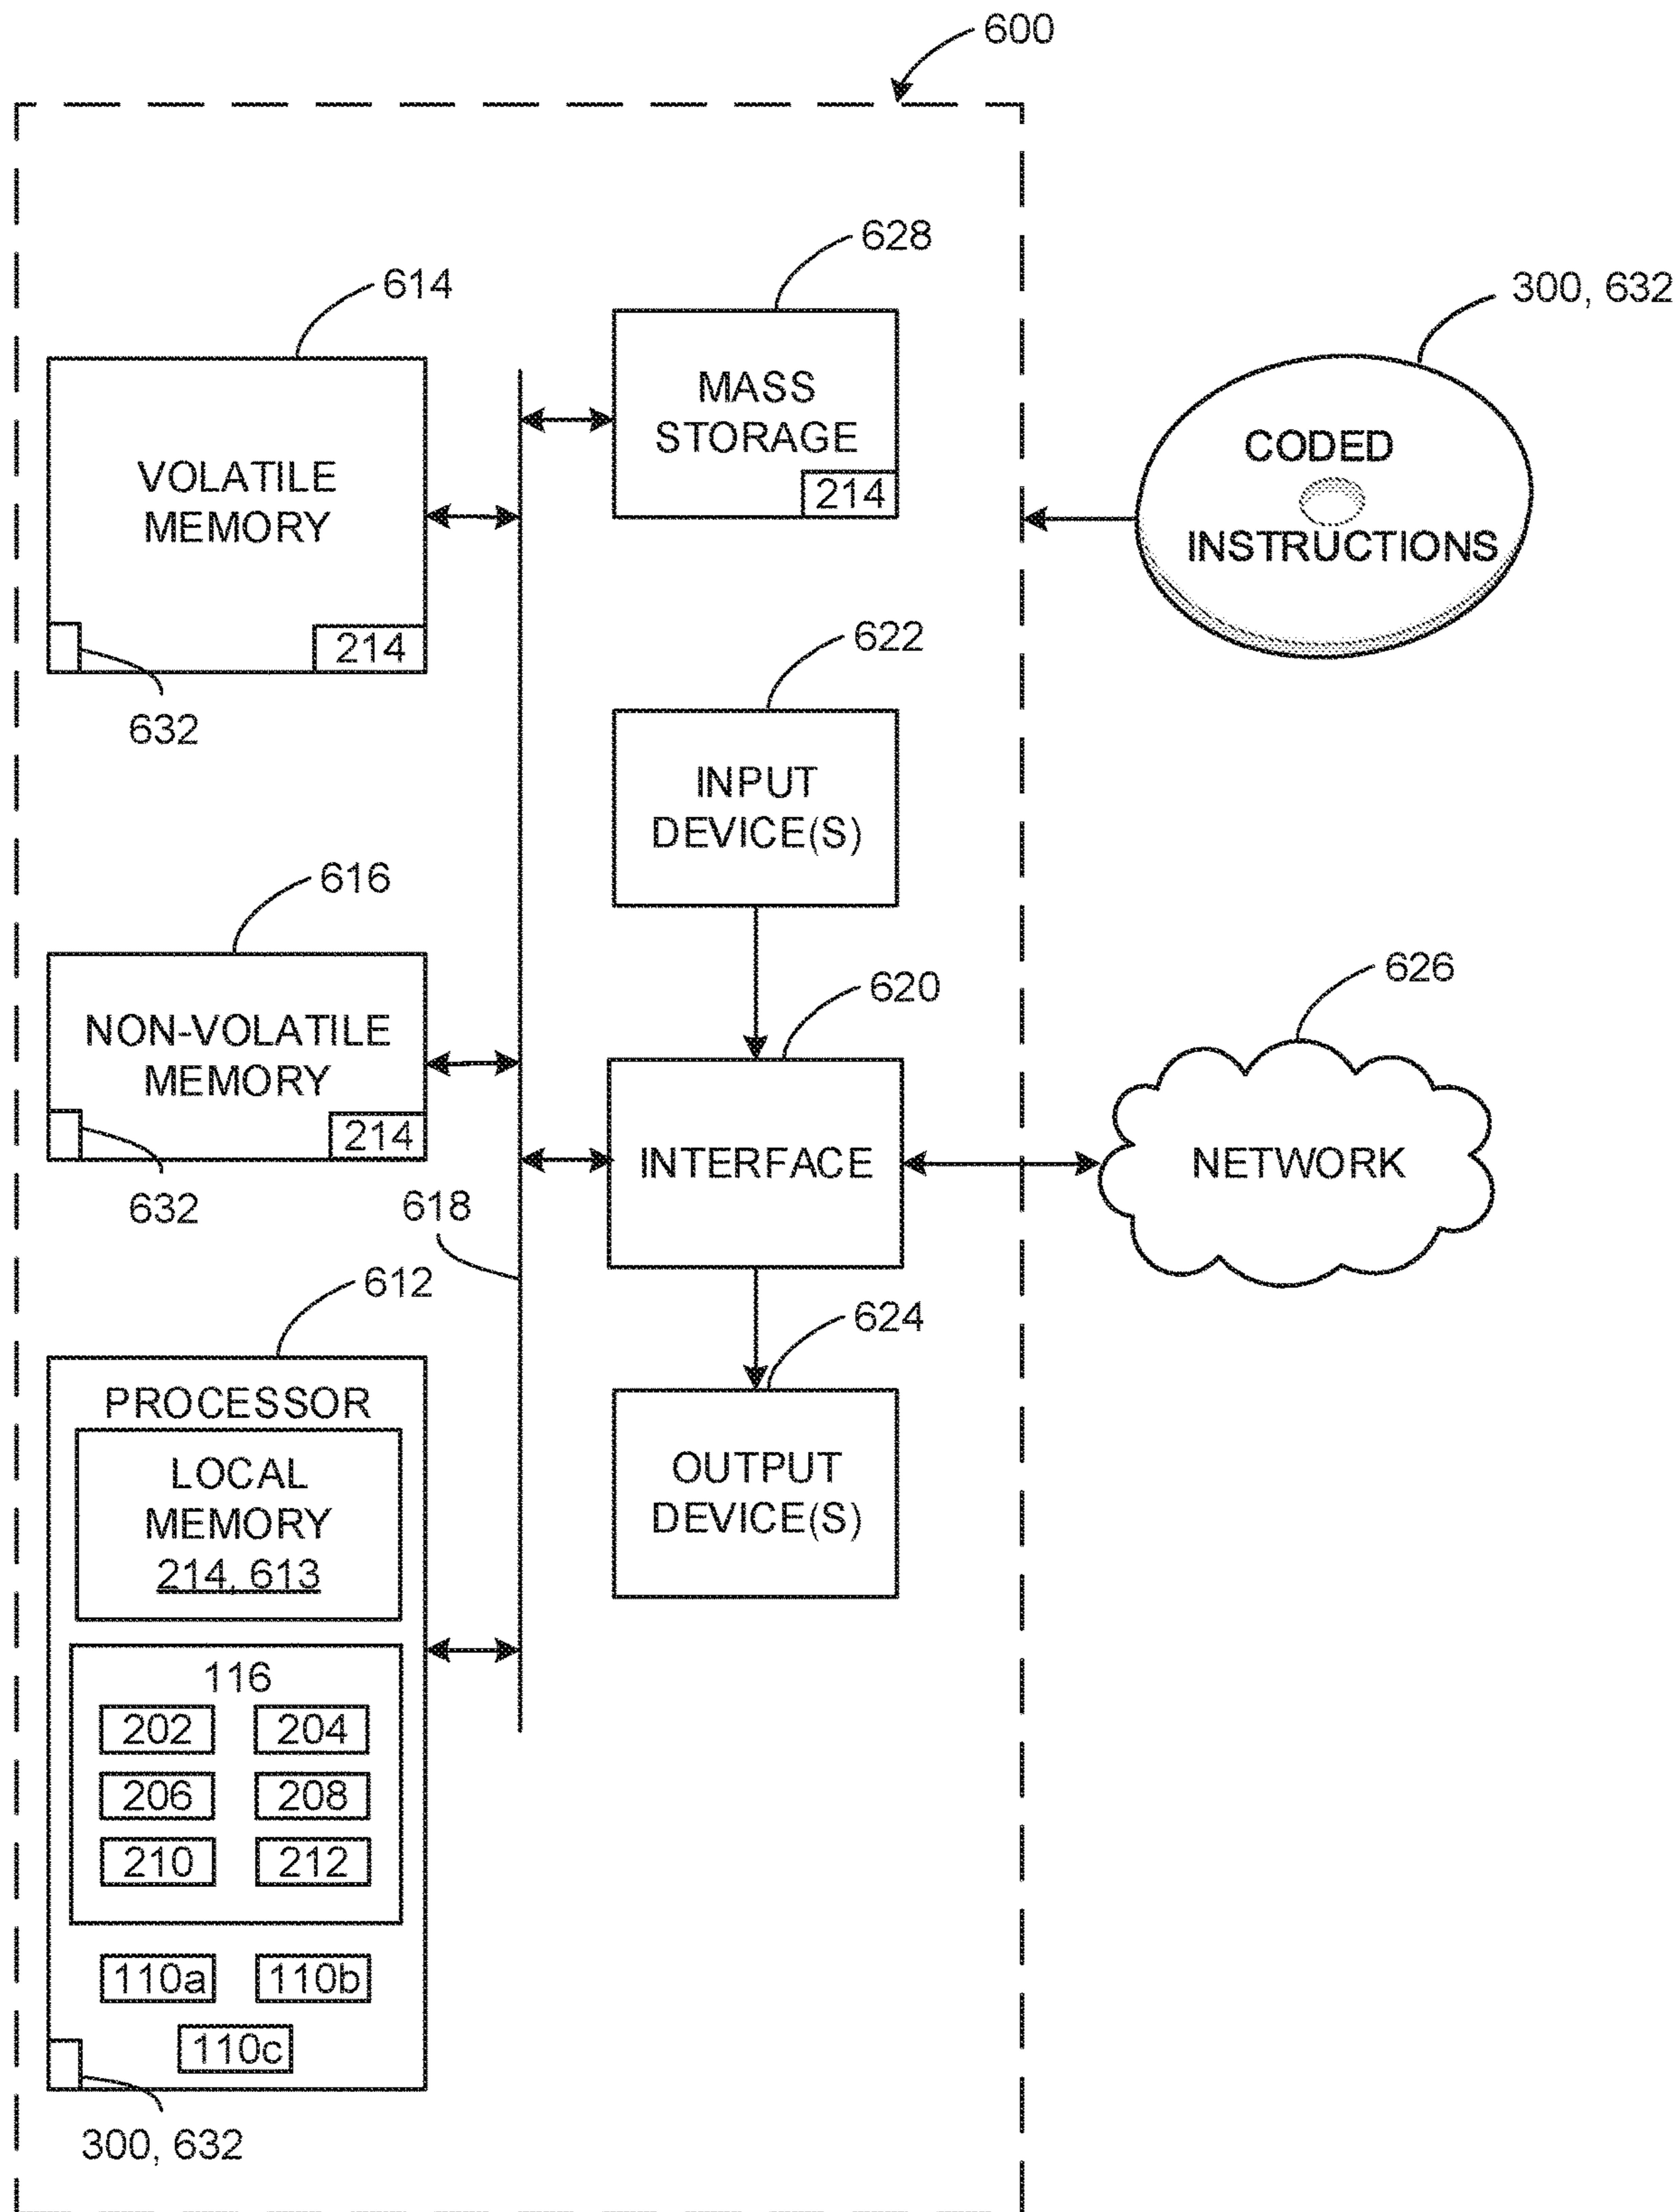 600
628
614
300, 632
MASS
STORAGE
214
VOLATILE
MEMORY
214
632
CODED
INSTRUCTIONS
622
INPUT
DEVICE(S)
616
620
626
NON-VOLATILE
MEMORY
214
632
INTERFACE
NETWORK
618
612
624
PROCESSOR
LOCAL
MEMORY
214, 613
OUTPUT
DEVICE(S)
116
202 204
206 208
210 212
110a 110b
110c
300, 632